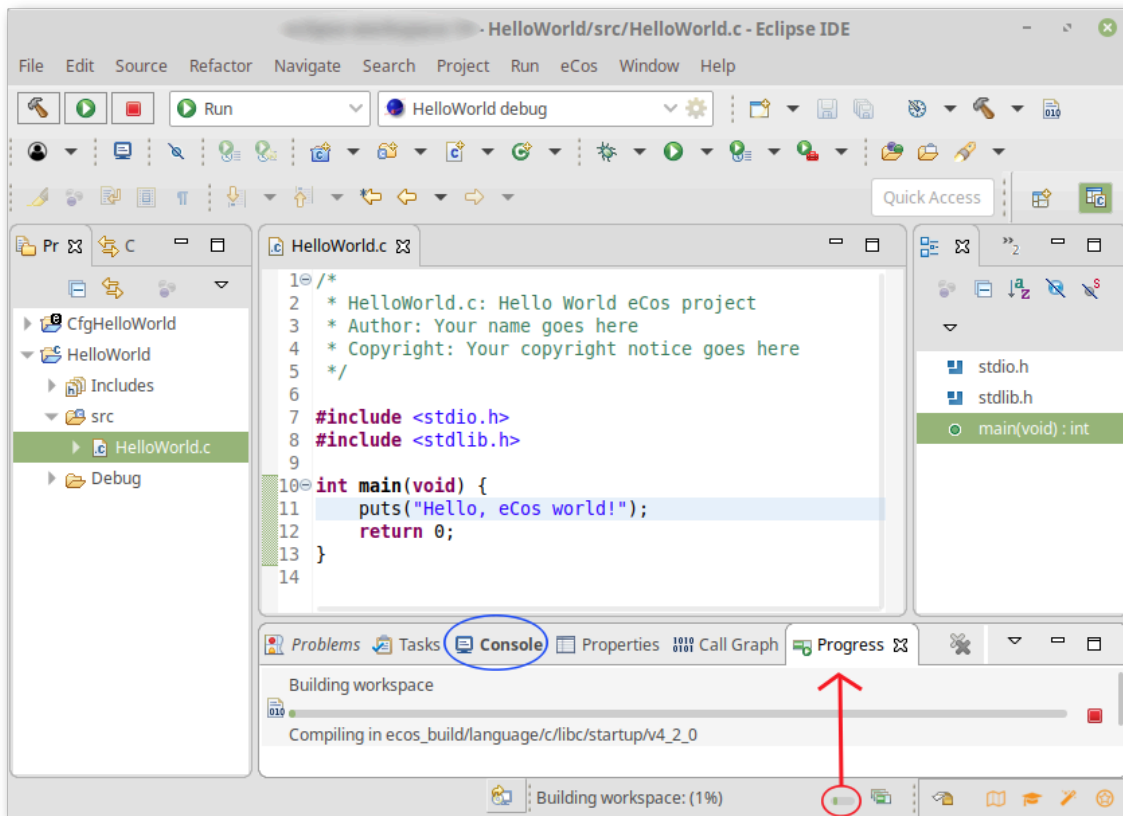 - HelloWorld/src/HelloWorld.c - Eclipse IDE
File Edit Source Refactor Navigate Search Project Run eCos Window Help
Run HelloWorld debug
010
Quick Access
Pr C
HelloWorld.c
2
CfgHelloWorld
HelloWorld
Includes
src
HelloWorld.c
Debug
1 /*
2 * HelloWorld.c: Hello World eCos project
3 * Author: Your name goes here
4 * Copyright: Your copyright notice goes here
5 */
6
7 #include <stdio.h>
8 #include <stdlib.h>
9
10 int main(void) {
11 puts("Hello, eCos world!");
12 return 0;
13 }
14
stdio.h
stdlib.h
main(void) : int
Problems Tasks Console Properties Call Graph Progress
Building workspace
010
Compiling in ecos_build/language/c/libc/startup/v4_2_0
Building workspace: (1%)